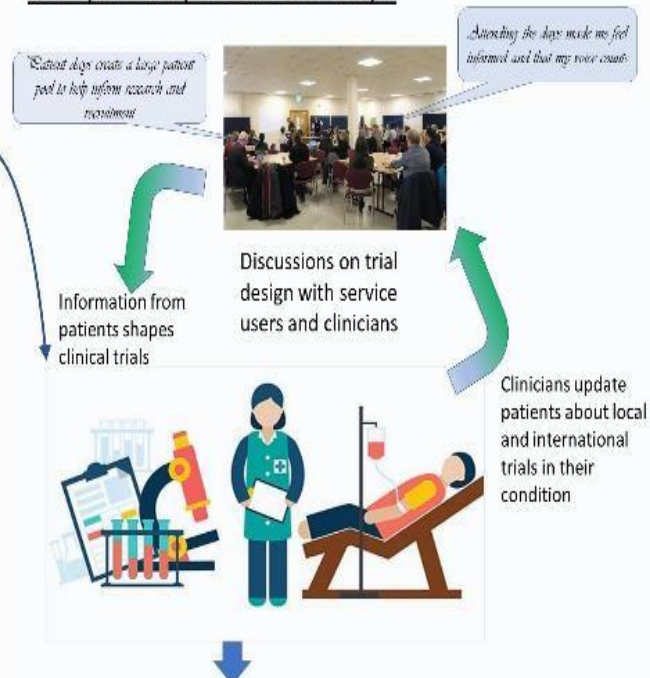 Patient days create a large patient
pool to help inform research and
recruitment
Attending the days made me feel
informed and that my voice counts
Discussions on trial
design with service
users and clinicians
Information from
patients shapes
clinical trials
Clinicians update
patients about local
and international
trials in their
condition